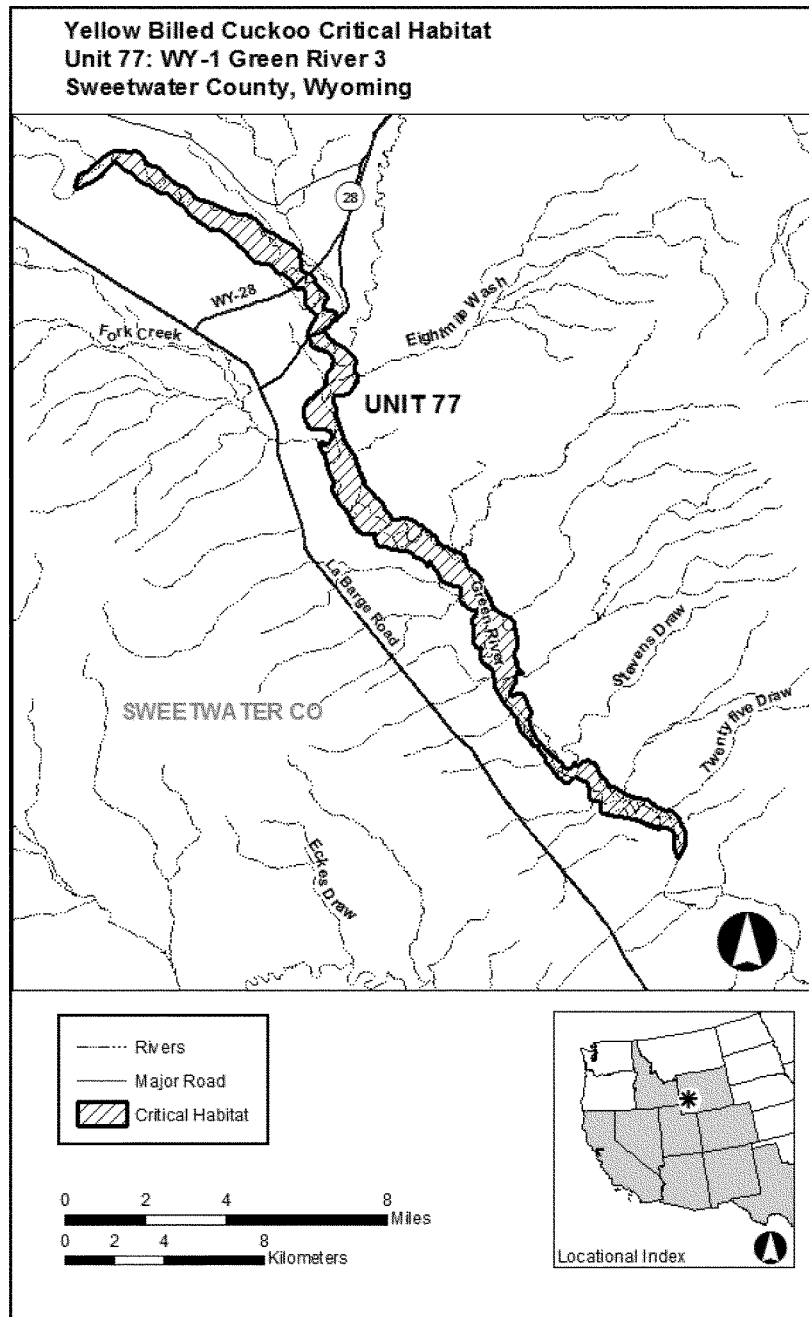 Yellow Billed Cuckoo Critical Habitat
Unit 77: WY-1 Green River 3
Sweetwater County, Wyoming
28
WY-28
Fork Creek
Eightmile Wash
UNIT 77
La Barge Road
Green River
Stevens Draw
SWEETWATER CO
Twenty five Draw
Eckes Draw
Rivers
Major Road
Critical Habitat
0 2 4 8
Miles
0 2 4 8
Kilometers
Locational Index